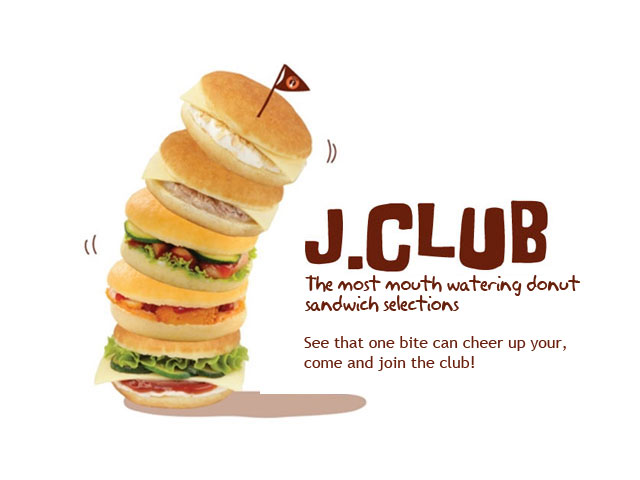 J.CLUB
The most mouth watering donut
sandwich selections
See that one bite can cheer up your,
come and join the club!